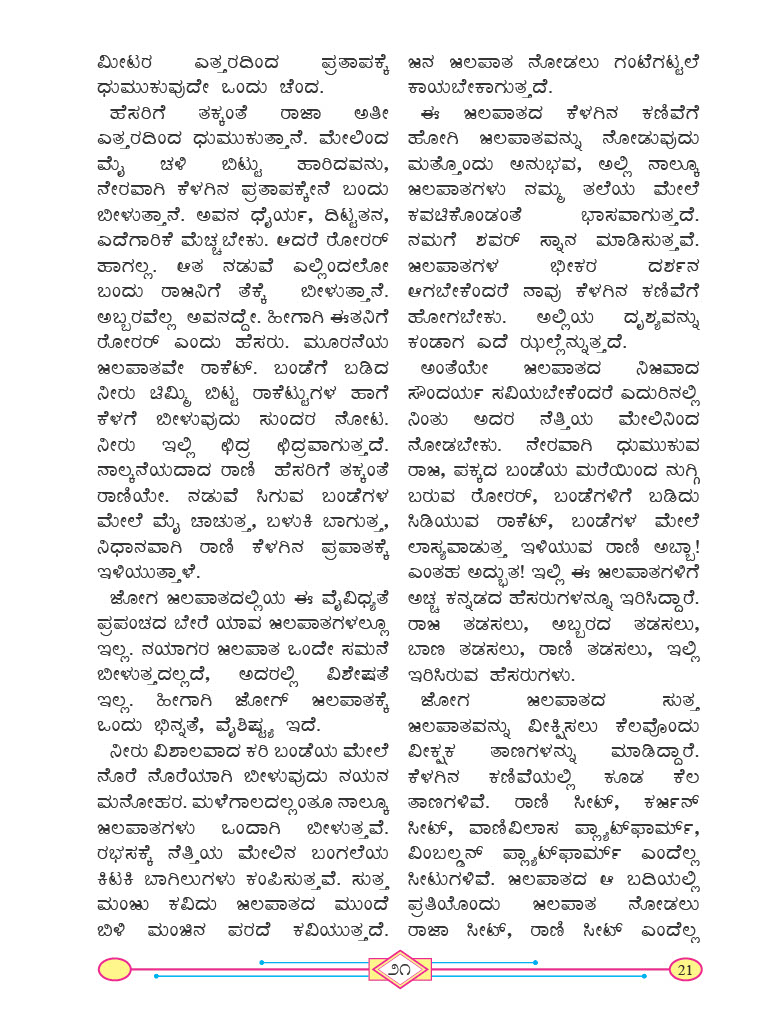 ಮೀಟರ ಎತ್ತರದಿಂದ ಪ್ರತಾಪಕ್ಕೆ
ಧುಮುಕುವುದೇ ಒಂದು ಚೆಂದ.
ಹೆಸರಿಗೆ ತಕ್ಕಂತೆ ರಾಜಾ ಅತೀ
ಎತ್ತರದಿಂದ ಧುಮುಕುತ್ತಾನೆ. ಮೇಲಿಂದ
ಮೈ ಚಳಿ ಬಿಟ್ಟು ಹಾರಿದವನು,
ನೇರವಾಗಿ ಕೆಳಗಿನ ಪ್ರತಾಪಕ್ಕೇನೆ ಬಂದು
ಬೀಳುತ್ತಾನೆ. ಅವನ ಧೈರ್ಯ, ದಿಟ್ಟತನ,
ಎದೆಗಾರಿಕೆ ಮೆಚ್ಚಬೇಕು. ಆದರೆ ರೋರರ್
ಹಾಗಲ್ಲ. ಆತ ನಡುವೆ ಎಲ್ಲಿಂದಲೋ
ಬಂದು ರಾಜನಿಗೆ ತೆಕ್ಕೆ ಬೀಳುತ್ತಾನೆ.
ಅಬ್ಬರವೆಲ್ಲ ಅವನದ್ದೇ. ಹೀಗಾಗಿ ಈತನಿಗೆ
ರೋರರ್ ಎಂದು ಹೆಸರು. ಮೂರನೆಯ
ಜಲಪಾತವೇ ರಾಕೆಟ್. ಬಂಡೆಗೆ ಬಡಿದ
ನೀರು ಚಿಮ್ಮಿ ಬಿಟ್ಟ ರಾಕೆಟ್ಟುಗಳ ಹಾಗೆ
ಕೆಳಗೆ ಬೀಳುವುದು ಸುಂದರ ನೋಟ.
ನೀರು ಇಲ್ಲಿ ಛಿದ್ರ ಛಿದ್ರವಾಗುತ್ತದೆ.
ನಾಲ್ಕನೆಯದಾದ ರಾಣಿ ಹೆಸರಿಗೆ ತಕ್ಕಂತೆ
ರಾಣಿಯೇ. ನಡುವೆ ಸಿಗುವ ಬಂಡೆಗಳ
ಮೇಲೆ ಮೈ ಚಾಚುತ್ತ, ಬಳುಕಿ ಬಾಗುತ್ತ,
ನಿಧಾನವಾಗಿ ರಾಣಿ ಕೆಳಗಿನ ಪ್ರಪಾತಕ್ಕೆ
ಇಳಿಯುತ್ತಾಳೆ.
ಜೋಗ ಜಲಪಾತದಲ್ಲಿಯ ಈ ವೈವಿಧ್ಯತೆ
ಪ್ರಪಂಚದ ಬೇರೆ ಯಾವ ಜಲಪಾತಗಳಲ್ಲೂ
ಇಲ್ಲ. ನಯಾಗರ ಜಲಪಾತ ಒಂದೇ ಸಮನೆ
ಬೀಳುತ್ತದಲ್ಲದೆ, ಅದರಲ್ಲಿ ವಿಶೇಷತೆ
ಇಲ್ಲ. ಹೀಗಾಗಿ ಜೋಗ್ ಜಲಪಾತಕ್ಕೆ
ಒಂದು ಭಿನ್ನತೆ, ವೈಶಿಷ್ಟ್ಯ ಇದೆ.
ನೀರು ವಿಶಾಲವಾದ ಕರಿ ಬಂಡೆಯ ಮೇಲೆ
ನೊರೆ ನೊರೆಯಾಗಿ ಬೀಳುವುದು ನಯನ
ಮನೋಹರ. ಮಳೆಗಾಲದಲ್ಲಂತೂ ನಾಲ್ಕೂ
ಜಲಪಾತಗಳು ಒಂದಾಗಿ ಬೀಳುತ್ತವೆ.
ರಭಸಕ್ಕೆ ನೆತ್ತಿಯ ಮೇಲಿನ ಬಂಗಲೆಯ
ಕಿಟಕಿ ಬಾಗಿಲುಗಳು ಕಂಪಿಸುತ್ತವೆ. ಸುತ್ತ
ಮಂಜು ಕವಿದು ಜಲಪಾತದ ಮುಂದೆ
ಬಿಳಿ ಮಂಜಿನ ಪರದೆ ಕವಿಯುತ್ತದೆ.
ಜನ ಜಲಪಾತ ನೋಡಲು ಗಂಟೆಗಟ್ಟಲೆ
ಕಾಯಬೇಕಾಗುತ್ತದೆ.
ಈ ಜಲಪಾತದ ಕೆಳಗಿನ ಕಣಿವೆಗೆ
ಹೋಗಿ ಜಲಪಾತವನ್ನು ನೋಡುವುದು
ಮತ್ತೊಂದು ಅನುಭವ, ಅಲ್ಲಿ ನಾಲ್ಕೂ
ಜಲಪಾತಗಳು ನಮ್ಮ ತಲೆಯ ಮೇಲೆ
ಕವಚಿಕೊಂಡಂತೆ ಭಾಸವಾಗುತ್ತದೆ.
ನಮಗೆ ಶವರ್ ಸ್ನಾನ ಮಾಡಿಸುತ್ತವೆ.
ಜಲಪಾತಗಳ ಭೀಕರ ದರ್ಶನ
ಆಗಬೇಕೆಂದರೆ ನಾವು ಕೆಳಗಿನ ಕಣಿವೆಗೆ
ಹೋಗಬೇಕು. ಅಲ್ಲಿಯ ದೃಶ್ಯವನ್ನು
ಕಂಡಾಗ ಎದೆ ಝಲ್ಲೆನ್ನುತ್ತದೆ.
ಅಂತೆಯೇ ಜಲಪಾತದ ನಿಜವಾದ
ಸೌಂದರ್ಯ ಸವಿಯಬೇಕೆಂದರೆ ಎದುರಿನಲ್ಲಿ
ನಿಂತು ಅದರ ನೆತ್ತಿಯ ಮೇಲಿನಿಂದ
ನೋಡಬೇಕು. ನೇರವಾಗಿ ಧುಮುಕುವ
ರಾಜ, ಪಕ್ಕದ ಬಂಡೆಯ ಮರೆಯಿಂದ ನುಗ್ಗಿ
ಬರುವ ರೋರರ್, ಬಂಡೆಗಳಿಗೆ ಬಡಿದು
ಸಿಡಿಯುವ ರಾಕೆಟ್, ಬಂಡೆಗಳ ಮೇಲೆ
ಲಾಸ್ಯವಾಡುತ್ತ ಇಳಿಯುವ ರಾಣಿ ಅಬ್ಬಾ!
ಎಂತಹ ಅದ್ಭುತ! ಇಲ್ಲಿ ಈ ಜಲಪಾತಗಳಿಗೆ
ಅಚ್ಚ ಕನ್ನಡದ ಹೆಸರುಗಳನ್ನೂ ಇರಿಸಿದ್ದಾರೆ.
ರಾಜ ತಡಸಲು, ಅಬ್ಬರದ ತಡಸಲು,
ಬಾಣ ತಡಸಲು, ರಾಣಿ ತಡಸಲು, ಇಲ್ಲಿ
ಇರಿಸಿರುವ ಹೆಸರುಗಳು.
ಜೋಗ ಜಲಪಾತದ ಸುತ್ತ
ಜಲಪಾತವನ್ನು ವೀಕ್ಷಿಸಲು ಕೆಲವೊಂದು
ವೀಕ್ಷಕ ತಾಣಗಳನ್ನು ಮಾಡಿದ್ದಾರೆ.
ಕೆಳಗಿನ ಕಣಿವೆಯಲ್ಲಿ ಕೂಡ ಕೆಲ
ತಾಣಗಳಿವೆ. ರಾಣಿ ಸೀಟ್, ಕರ್ಜನ್
ಸೀಟ್, ವಾಣಿವಿಲಾಸ ಪ್ಲ್ಯಾಟ್‌ಫಾರ್ಮ್,
ವಿಂಬಲ್ಡನ್ ಪ್ಲ್ಯಾಟ್‌ಫಾರ್ಮ್ ಎಂದೆಲ್ಲ
ಸೀಟುಗಳಿವೆ. ಜಲಪಾತದ ಆ ಬದಿಯಲ್ಲಿ
ಪ್ರತಿಯೊಂದು ಜಲಪಾತ ನೋಡಲು
ರಾಜಾ ಸೀಟ್, ರಾಣಿ ಸೀಟ್ ಎಂದೆಲ್ಲ
೨೧
21